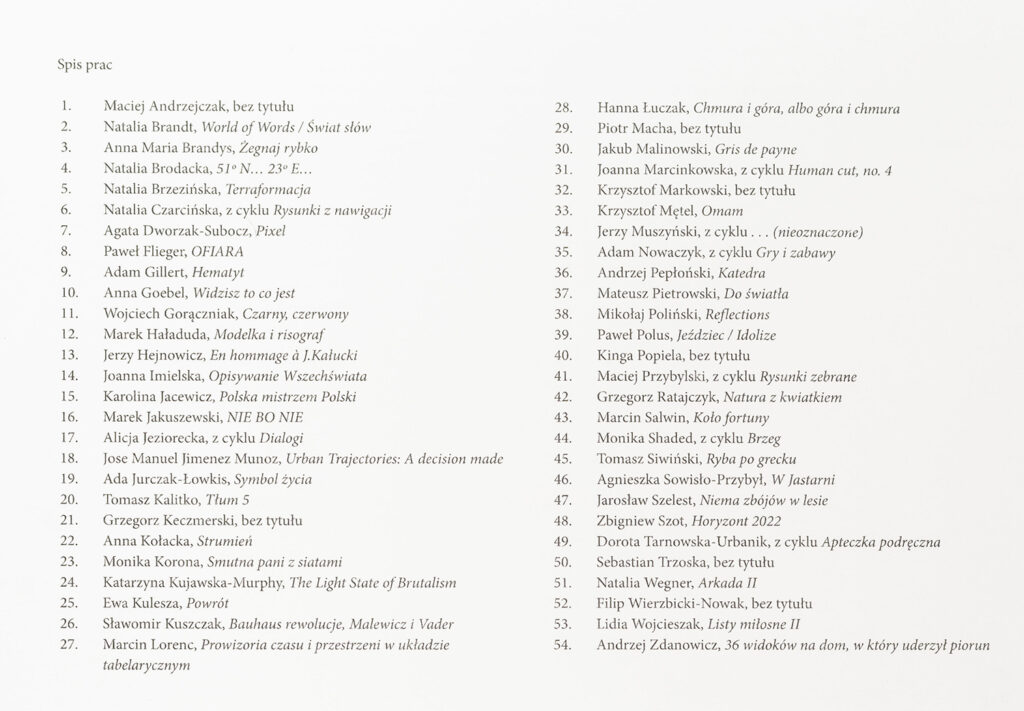 Spis prac
1. Maciej Andrzejczak, bez tytułu
2. Natalia Brandt, World of Words / Świat słów
3. Anna Maria Brandys, Żegnaj rybko
4. Natalia Brodacka, 51º N… 23º E…
5. Natalia Brzezińska, Terraformacja
6. Natalia Czarcińska, z cyklu Rysunki z nawigacji
7. Agata Dworzak-Subocz, Pixel
8. Paweł Flieger, OFIARA
9. Adam Gillert, Hematyt
10. Anna Goebel, Widzisz to co jest
11. Wojciech Gorączniak, Czarny, czerwony
12. Marek Haładuda, Modelka i risograf
13. Jerzy Hejnowicz, En hommage à J.Kałucki
14. Joanna Imielska, Opisywanie Wszechświata
15. Karolina Jacewicz, Polska mistrzem Polski
16. Marek Jakuszewski, NIE BO NIE
17. Alicja Jeziorecka, z cyklu Dialogi
18. Jose Manuel Jimenez Munoz, Urban Trajectories: A decision made
19. Ada Jurczak-Łowkis, Symbol życia
20. Tomasz Kalitko, Tłum 5
21. Grzegorz Keczmerski, bez tytułu
22. Anna Kołacka, Strumień
23. Monika Korona, Smutna pani z siatami
24. Katarzyna Kujawska-Murphy, The Light State of Brutalism
25. Ewa Kulesza, Powrót
26. Sławomir Kuszczak, Bauhaus rewolucje, Malewicz i Vader
27. Marcin Lorenc, Prowizoria czasu i przestrzeni w układzie
tabelarycznym
28. Hanna Łuczak, Chmura i góra, albo góra i chmura
29. Piotr Macha, bez tytułu
30. Jakub Malinowski, Gris de payne
31. Joanna Marcinkowska, z cyklu Human cut, no. 4
32. Krzysztof Markowski, bez tytułu
33. Krzysztof Mętel, Omam
34. Jerzy Muszyński, z cyklu . . . (nieoznaczone)
35. Adam Nowaczyk, z cyklu Gry i zabawy
36. Andrzej Pepłoński, Katedra
37. Mateusz Pietrowski, Do światła
38. Mikołaj Poliński, Reflections
39. Paweł Polus, Jeździec / Idolize
40. Kinga Popiela, bez tytułu
41. Maciej Przybylski, z cyklu Rysunki zebrane
42. Grzegorz Ratajczyk, Natura z kwiatkiem
43. Marcin Salwin, Koło fortuny
44. Monika Shaded, z cyklu Brzeg
45. Tomasz Siwiński, Ryba po grecku
46. Agnieszka Sowisło-Przybył, W Jastarni
47. Jarosław Szelest, Niema zbójów w lesie
48. Zbigniew Szot, Horyzont 2022
49. Dorota Tarnowska-Urbanik, z cyklu Apteczka podręczna
50. Sebastian Trzoska, bez tytułu
51. Natalia Wegner, Arkada II
52. Filip Wierzbicki-Nowak, bez tytułu
53. Lidia Wojcieszak, Listy miłosne II
54. Andrzej Zdanowicz, 36 widoków na dom, w który uderzył piorun